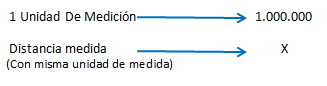 1 Unidad De Medición 1.000.000
Distancia medida X
(Con misma unidad de medida)